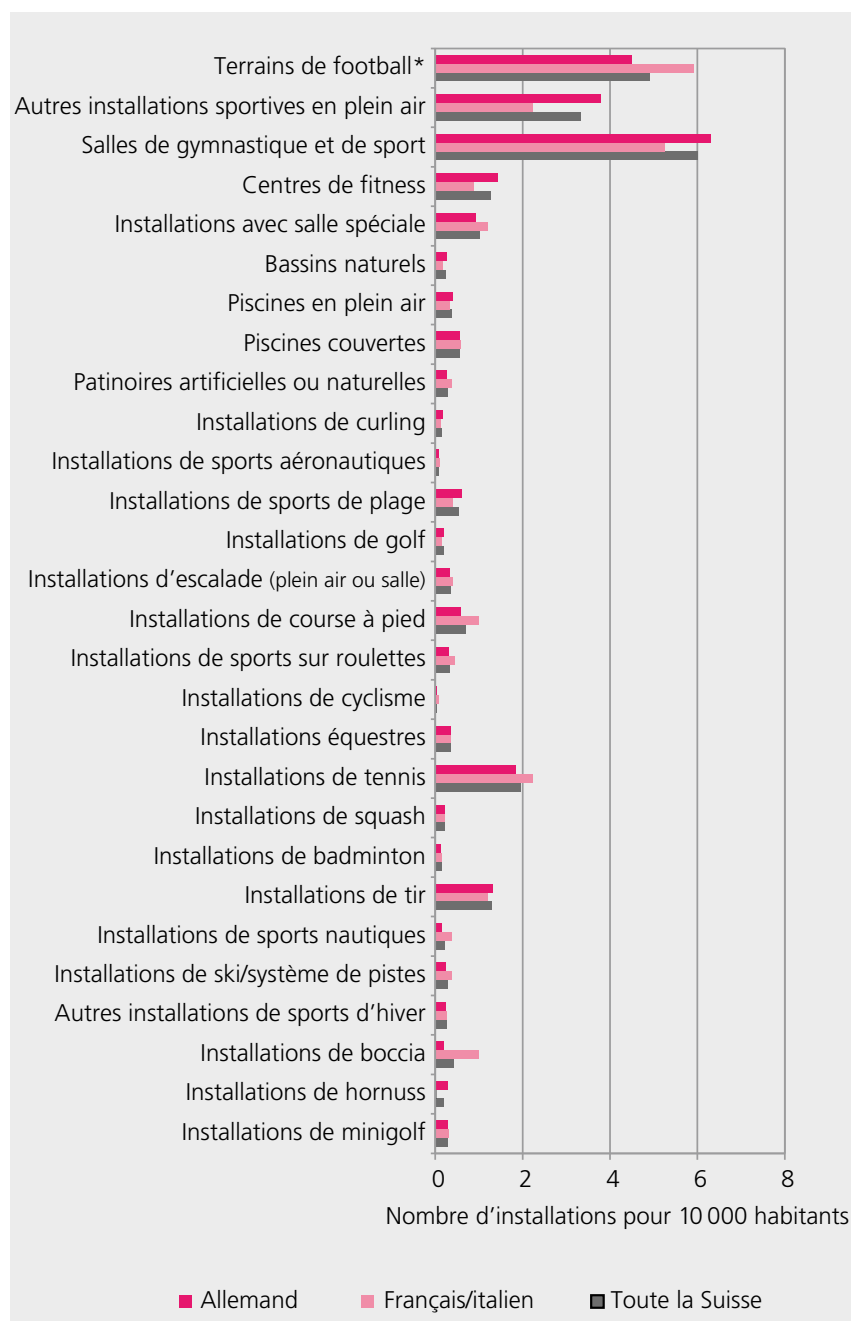 Terrains de football*
Autres installations sportives en plein air
Salles de gymnastique et de sport
Centres de fitness
Installations avec salle spéciale
Bassins naturels
Piscines en plein air
Piscines couvertes
Patinoires artificielles ou naturelles
Installations de curling
Installations de sports aéronautiques
Installations de sports de plage
Installations de golf
Installations d’escalade (plein air ou salle)
Installations de course à pied
Installations de sports sur roulettes
Installations de cyclisme
Installations équestres
Installations de tennis
Installations de squash
Installations de badminton
Installations de tir
Installations de sports nautiques
Installations de ski/système de pistes
Autres installations de sports d’hiver
Installations de boccia
Installations de hornuss
Installations de minigolf
0 2 4 6 8
Nombre d’installations pour 10 000 habitants
Allemand Français/italien Toute la Suisse